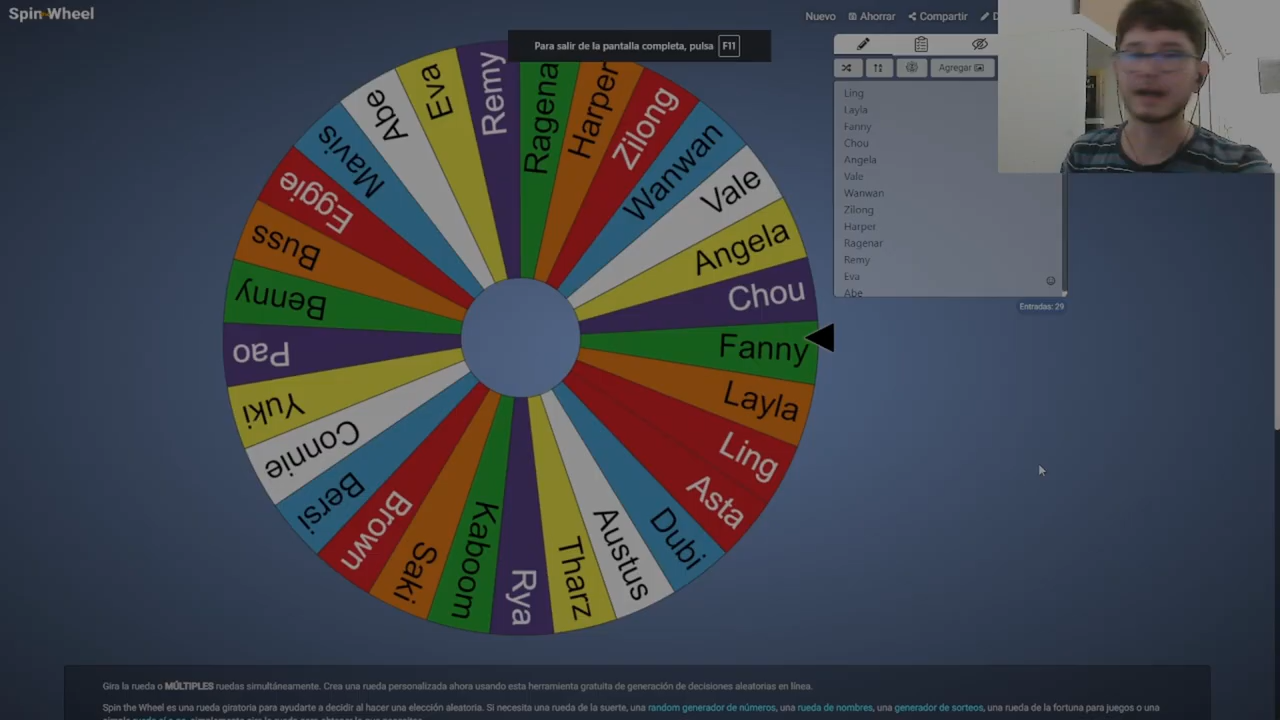 Spin the Wheel
Nuevo
Ahorrar
Compartir
Para salir de la pantalla completa, pulsa F11
Agregar
Ling
Layla
Fanny
Chou
Angela
Vale
Wanwan
Zilong
Harper
Ragenar
Remy
Eva
Abe
Entradas: 29
Remy
Ragena
Harper
Zilong
Wanwan
Vale
Angela
Chou
Fanny
Layla
Ling
Asta
Dubi
Austus
Tharz
Rya
Kaboom
Saki
Brown
Bersi
Connie
Yuki
Pao
Benny
Buss
Eggie
Mavis
Abe
Eva
Gira la rueda o MÚLTIPLES ruedas simultáneamente. Crea una rueda personalizada ahora usando esta herramienta gratuita de generación de decisiones aleatorias en línea.
Spin the Wheel es una rueda giratoria para ayudarte a decidir al hacer una elección aleatoria. Si necesita una rueda de la suerte, una random generador de números, una rueda de nombres, una generador de sorteos, una rueda de la fortuna para juegos o una